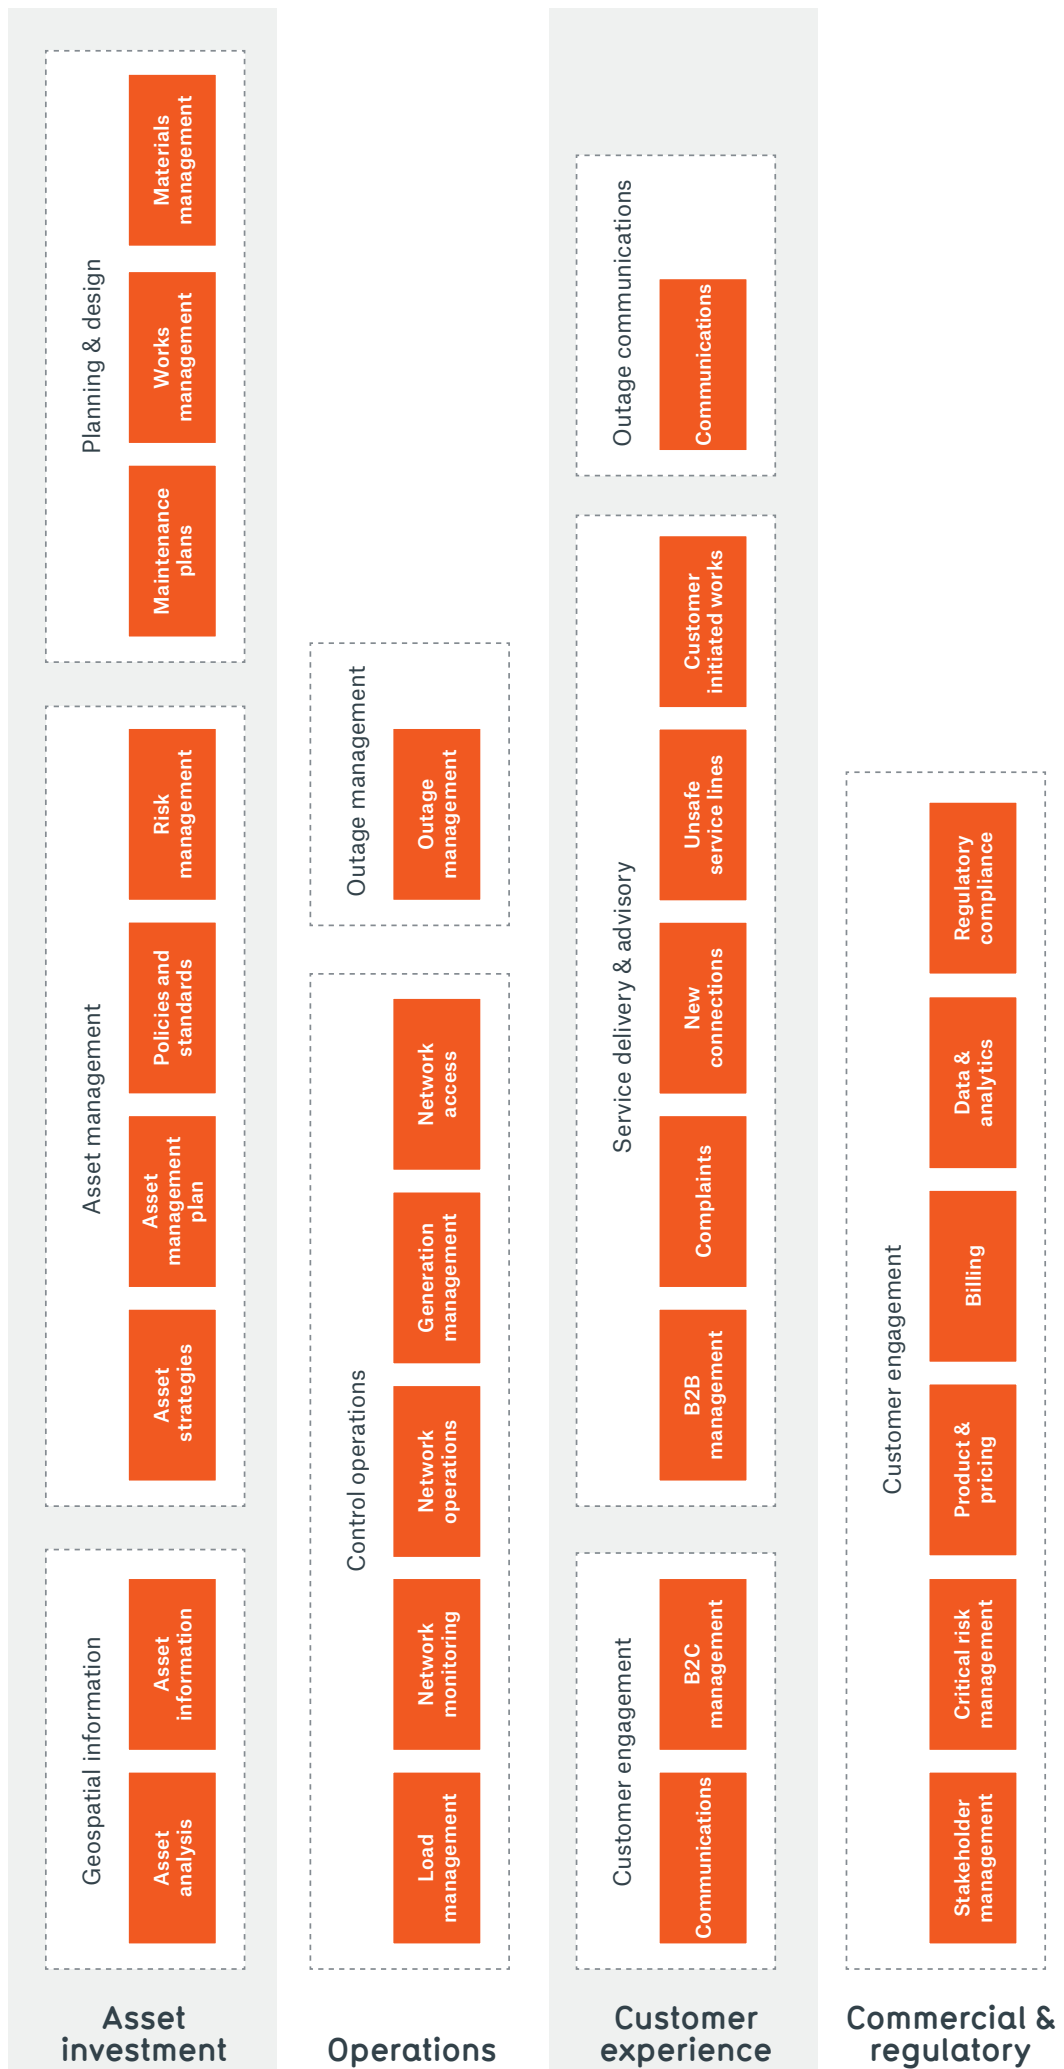 Asset
investment
Geospatial information
Asset
analysis
Asset
information
Asset management
Asset
strategies
Asset
management
plan
Policies and
standards
Risk
management
Planning & design
Maintenance
plans
Works
management
Materials
management
Operations
Control operations
Load
management
Network
monitoring
Network
operations
Generation
management
Network
access
Outage management
Outage
management
Customer
experience
Customer engagement
Communications
B2C
management
Service delivery & advisory
B2B
management
Complaints
New
connections
Unsafe
service lines
Customer
initiated works
Outage communications
Communications
Commercial &
regulatory
Customer engagement
Stakeholder
management
Critical risk
management
Product &
pricing
Billing
Data &
analytics
Regulatory
compliance